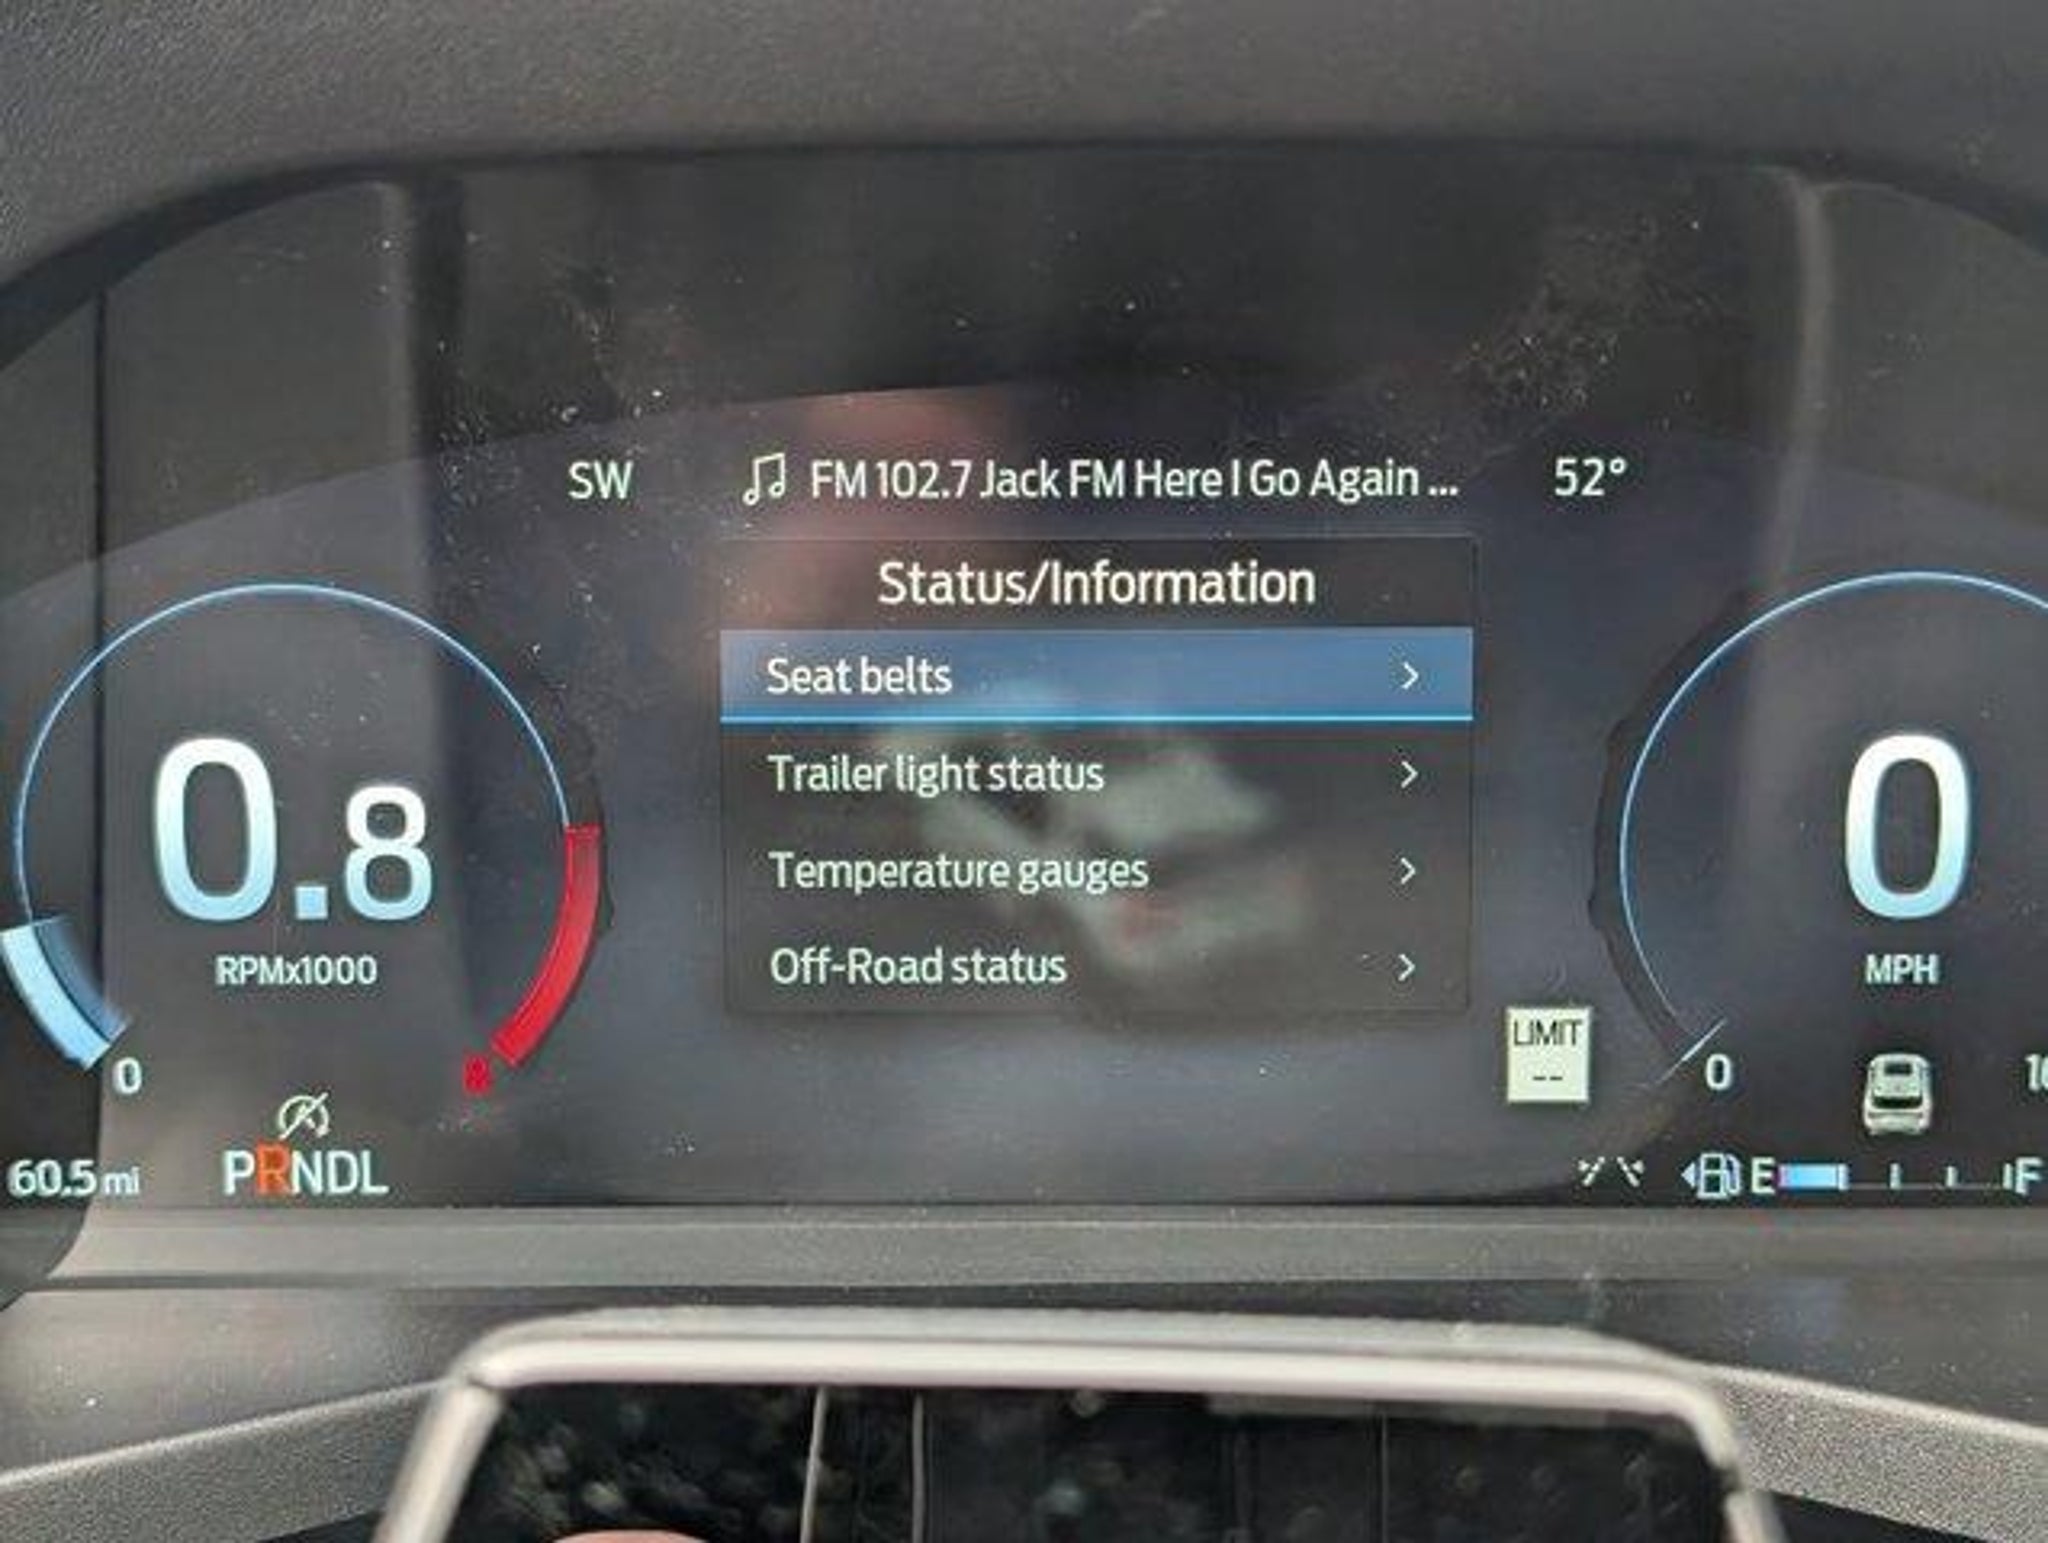 SW
FM 102.7 Jack FM Here I Go Again ...
52°
Status/Information
Seat belts
Trailer light status
Temperature gauges
Off-Road status
0.8
RPMx1000
0
8
0
MPH
LIMIT
--
0
60.5 mi
PRNDL
E
F